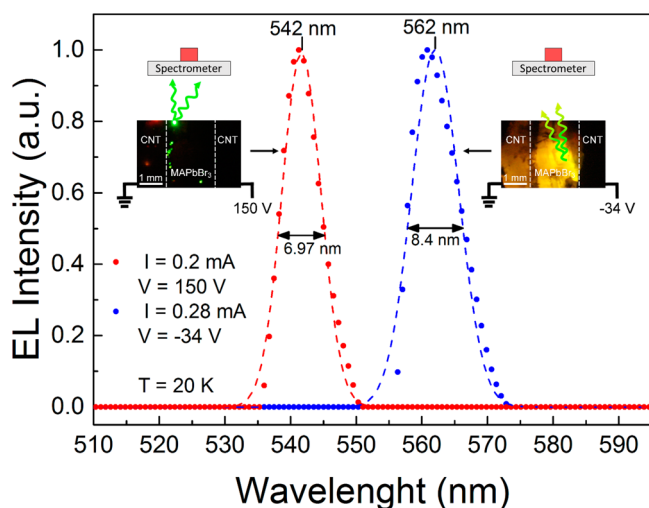 542 nm
562 nm
Spectrometer
Spectrometer
CNT
CNT
MAPbBr3
1 mm
150 V
CNT
CNT
MAPbBr3
1 mm
-34 V
6.97 nm
8.4 nm
I = 0.2 mA
V = 150 V
I = 0.28 mA
V = -34 V
T = 20 K
EL Intensity (a.u.)
1.0
0.8
0.6
0.4
0.2
0.0
510 520 530 540 550 560 570 580 590
Wavelenght (nm)